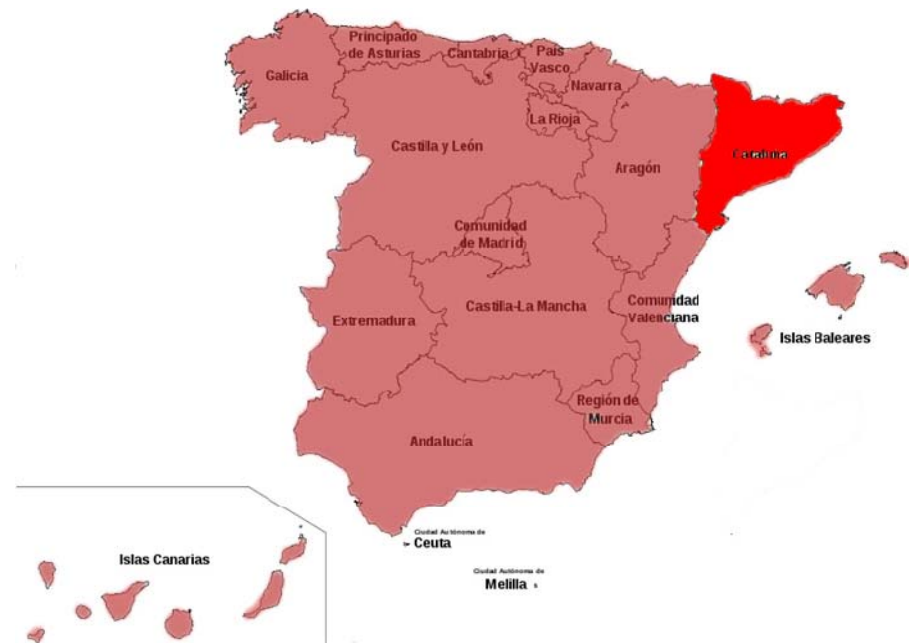 Principado
de Asturias
Cantabria
País
Vasco
Galicia
Navarra
La Rioja
Castilla y León
Cataluña
Aragón
Comunidad
de Madrid
Comunidad
Valenciana
Castilla-La Mancha
Extremadura
Islas Baleares
Región de
Murcia
Andalucía
Ciudad Autónoma de
Ceuta
Islas Canarias
Ciudad Autónoma de
Melilla